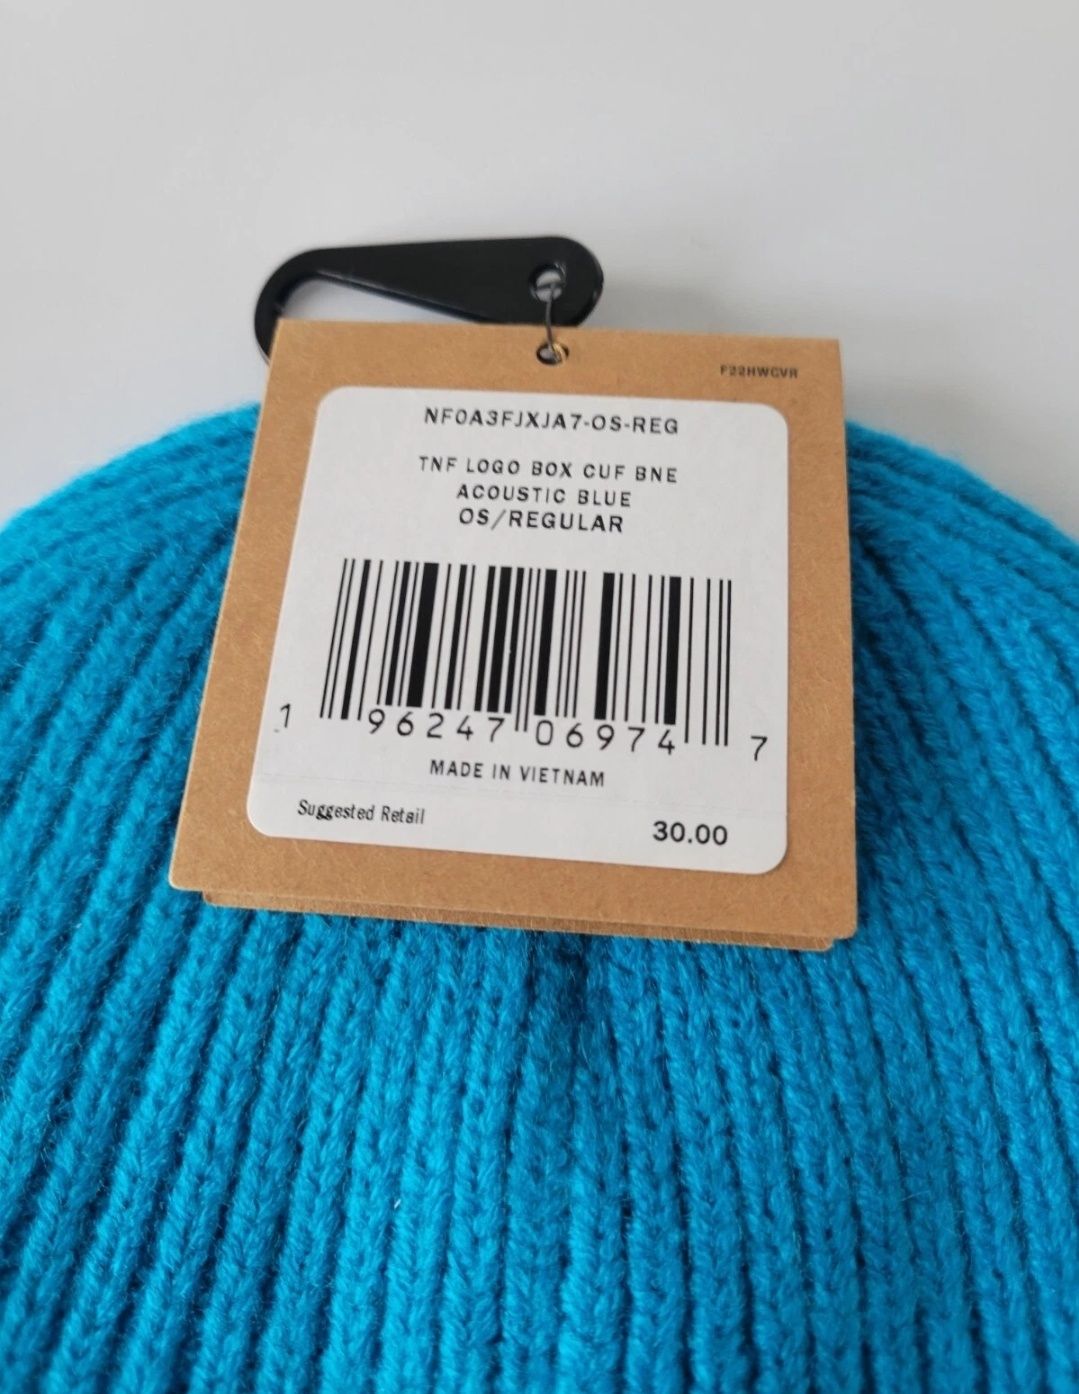 F22HWCVR
NF0A3FJXJA7-OS-REG
TNF LOGO BOX CUF BNE
ACOUSTIC BLUE
OS/REGULAR
1 96247 06974 7
MADE IN VIETNAM
Suggested Retail 30.00